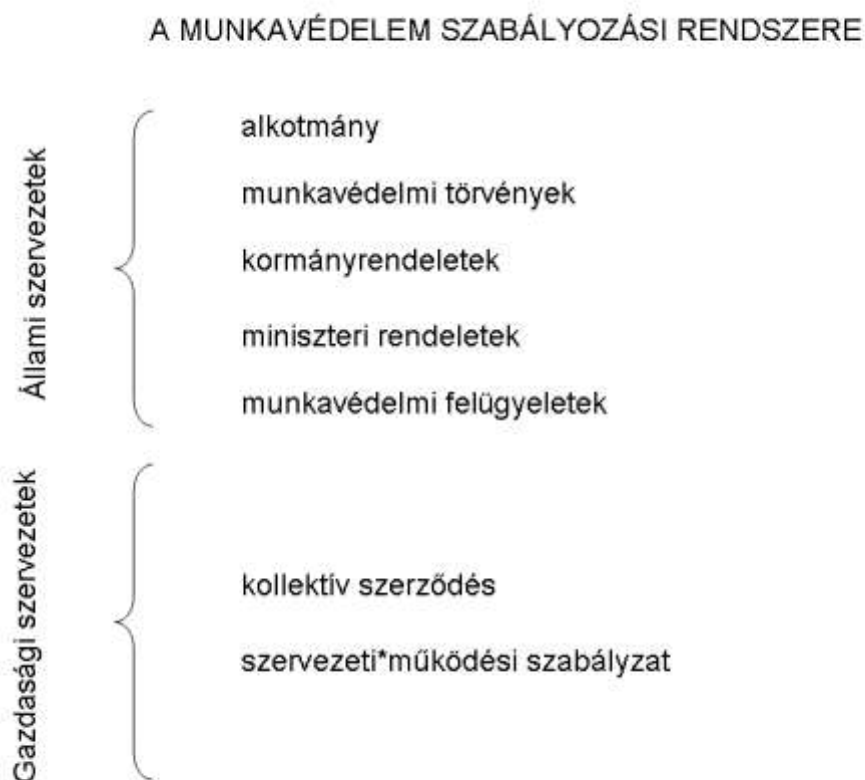 A MUNKAVÉDELEM SZABÁLYOZÁSI RENDSZERE
Állami szervezetek
alkotmány
munkavédelmi törvények
kormányrendeletek
miniszteri rendeletek
munkavédelmi felügyeletek
Gazdasági szervezetek
kollektív szerződés
szervezeti*működési szabályzat